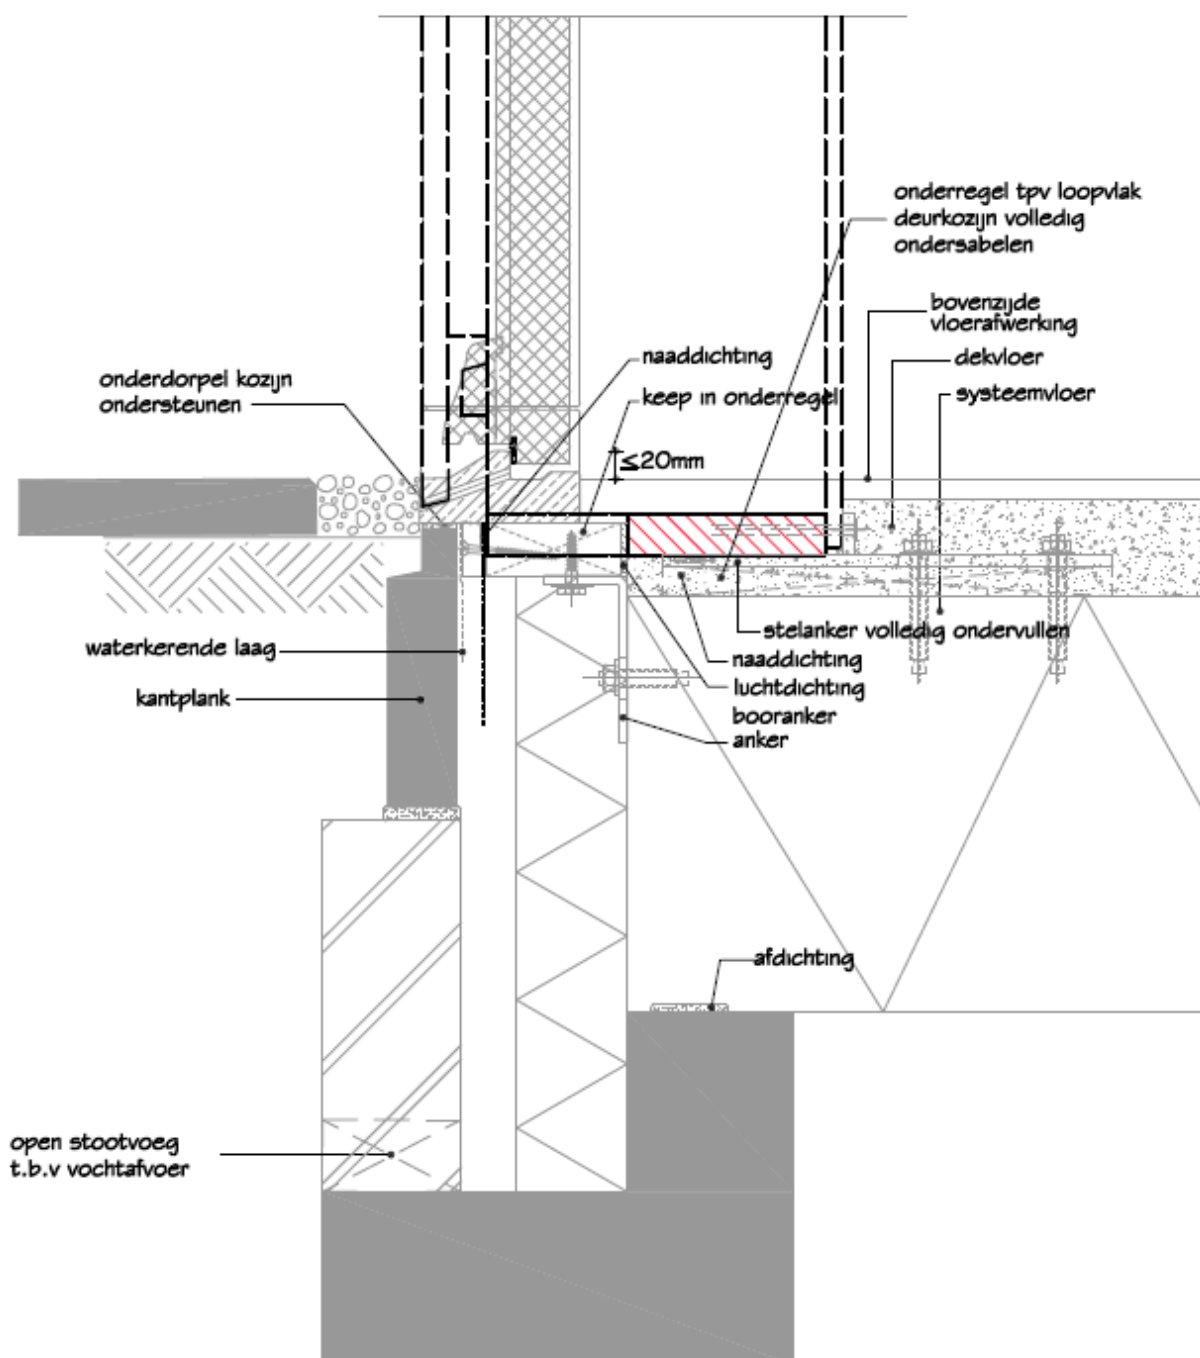 onderregel tpv loopvlak
deurkozijn volledig
ondersabelen
bovenzijde
vloerafwerking
naaddichting
dekvloer
onderdorpel kozijn
ondersteunen
keep in onderregel
systeemvloer
≤20mm
waterkerende laag
stelanker volledig ondervullen
naaddichting
kantplank
luchtdichting
booranker
anker
afdichting
open stootvoeg
t.b.v vochtafvoer